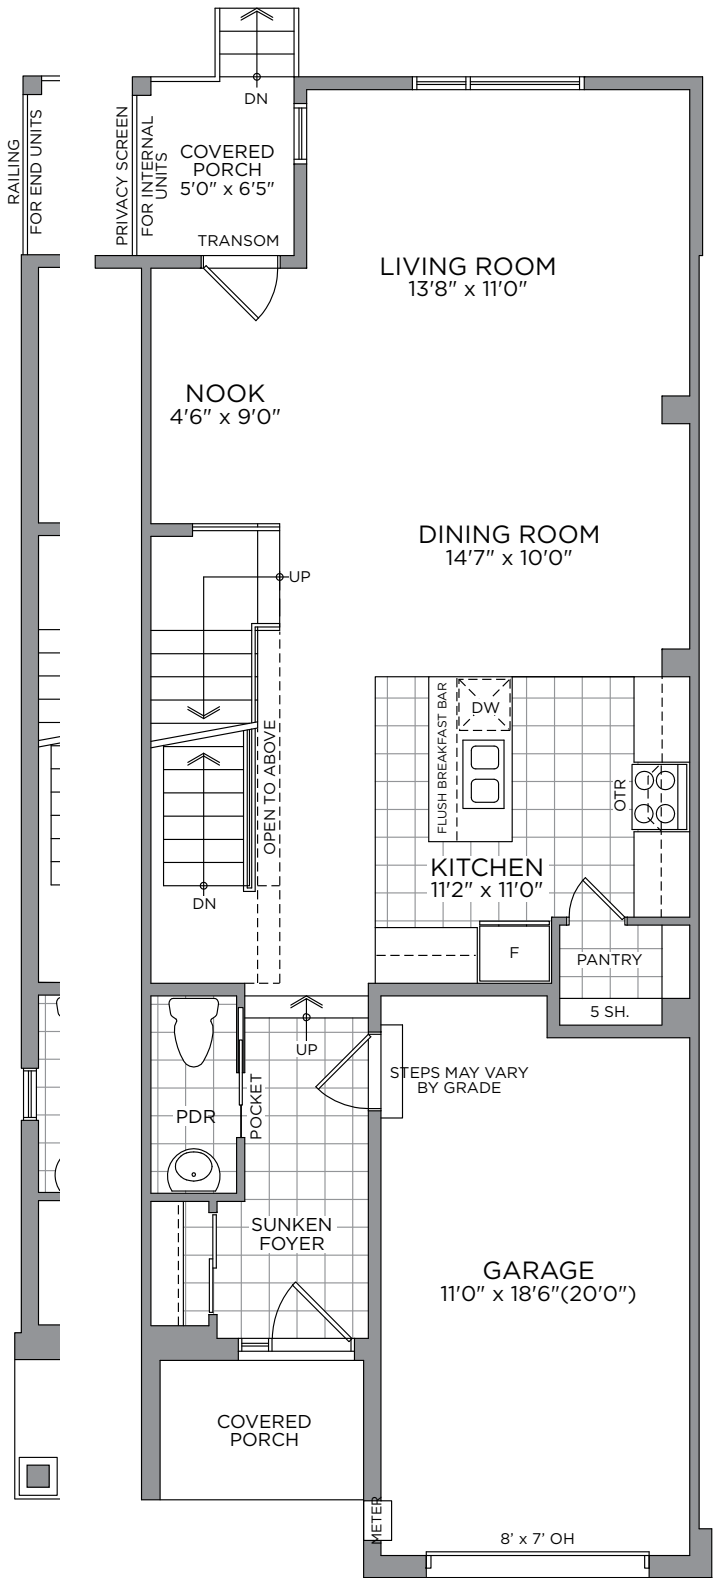 DN
RAILING
FOR END UNITS
PRIVACY SCREEN
FOR INTERNAL
UNITS
COVERED
PORCH
5'0" x 6'5"
TRANSOM
LIVING ROOM
13'8" x 11'0"
NOOK
4'6" x 9'0"
DINING ROOM
14'7" x 10'0"
UP
OPEN TO ABOVE
DN
FLUSH BREAKFAST BAR
DW
OTR
KITCHEN
11'2" x 11'0"
F
PANTRY
5 SH.
UP
STEPS MAY VARY
BY GRADE
PDR
POCKET
SUNKEN
FOYER
GARAGE
11'0" x 18'6"(20'0")
COVERED
PORCH
METER
8' x 7' OH